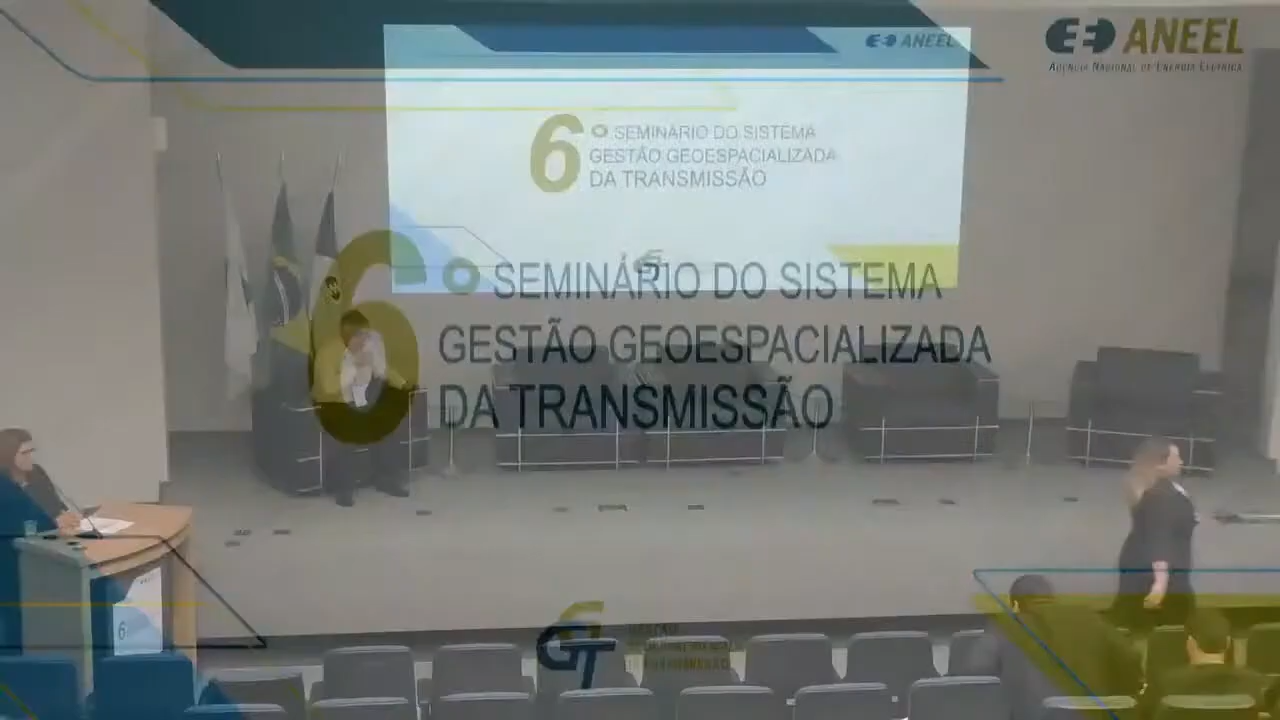 ANEEL
ANEEL
AGÊNCIA NACIONAL DE ENERGIA ELÉTRICA
6º SEMINÁRIO DO SISTEMA
GESTÃO GEOESPACIALIZADA
DA TRANSMISSÃO
6º SEMINÁRIO DO SISTEMA
GESTÃO GEOESPACIALIZADA
DA TRANSMISSÃO
6
GT